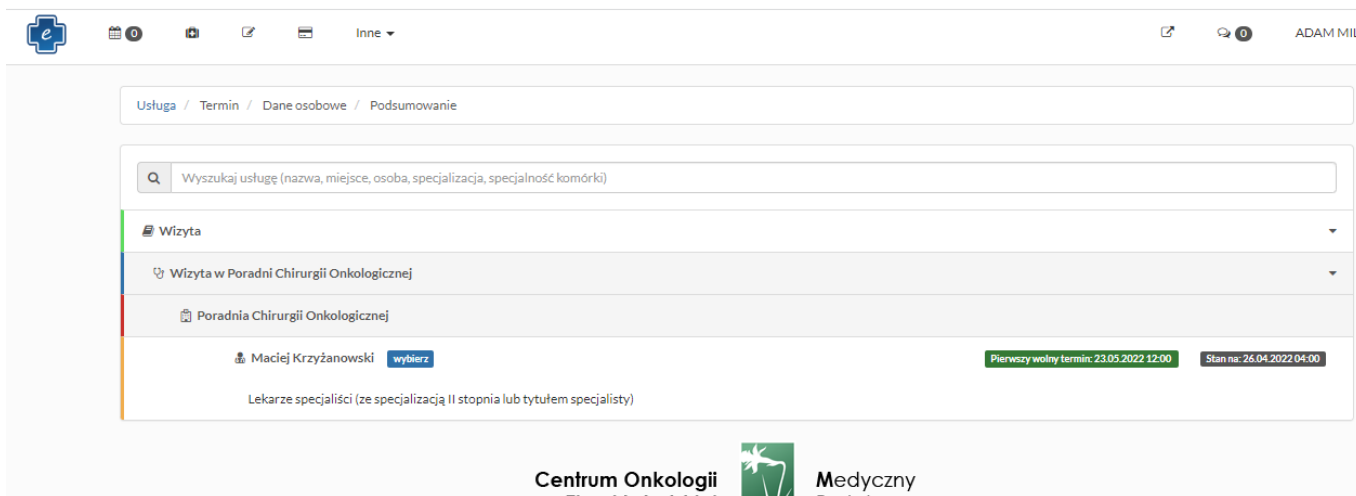 e 0 Inne 0 ADAM MIL
Usługa / Termin / Dane osobowe / Podsumowanie
Wyszukaj usługę (nazwa, miejsce, osoba, specjalizacja, specjalność komórki)
Wizyta
Wizyta w Poradni Chirurgii Onkologicznej
Poradnia Chirurgii Onkologicznej
Maciej Krzyżanowski wybierz Pierwszy wolny termin: 23.05.2022 12:00 Stan na: 26.04.2022 04:00
Lekarze specjaliści (ze specjalizacją II stopnia lub tytułem specjalisty)
Centrum Onkologii Medyczny